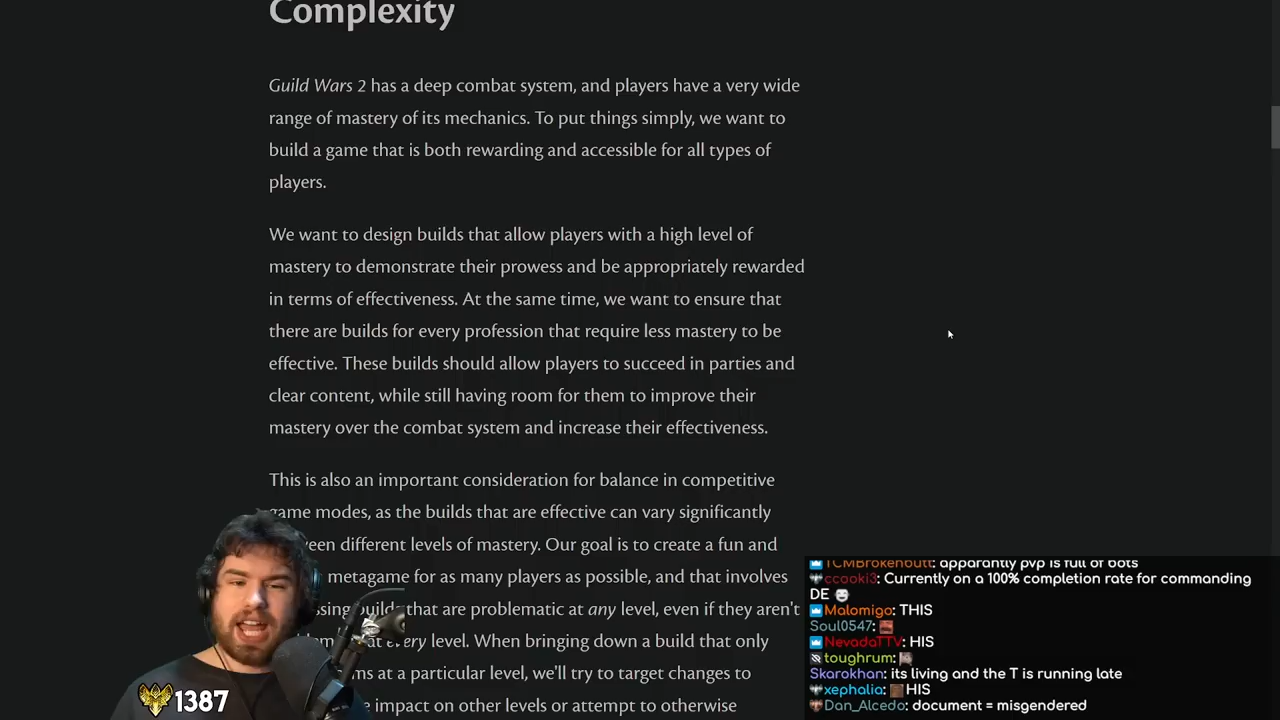 Complexity
Guild Wars 2 has a deep combat system, and players have a very wide
range of mastery of its mechanics. To put things simply, we want to
build a game that is both rewarding and accessible for all types of
players.
We want to design builds that allow players with a high level of
mastery to demonstrate their prowess and be appropriately rewarded
in terms of effectiveness. At the same time, we want to ensure that
there are builds for every profession that require less mastery to be
effective. These builds should allow players to succeed in parties and
clear content, while still having room for them to improve their
mastery over the combat system and increase their effectiveness.
This is also an important consideration for balance in competitive
game modes, as the builds that are effective can vary significantly
een different levels of mastery. Our goal is to create a fun and
metagame for as many players as possible, and that involves
ssing builds that are problematic at any level, even if they aren't
at every level. When bringing down a build that only
ms at a particular level, we'll try to target changes to
impact on other levels or attempt to otherwise
1387
apparantly pvp is full of bots
ccooki3: Currently on a 100% completion rate for commanding
DE
Malomigo: THIS
Soul0547:
NevadaTTV: HIS
toughrum:
Skarokhan: its living and the T is running late
xephalia: HIS
Dan_Alcedo: document = misgendered